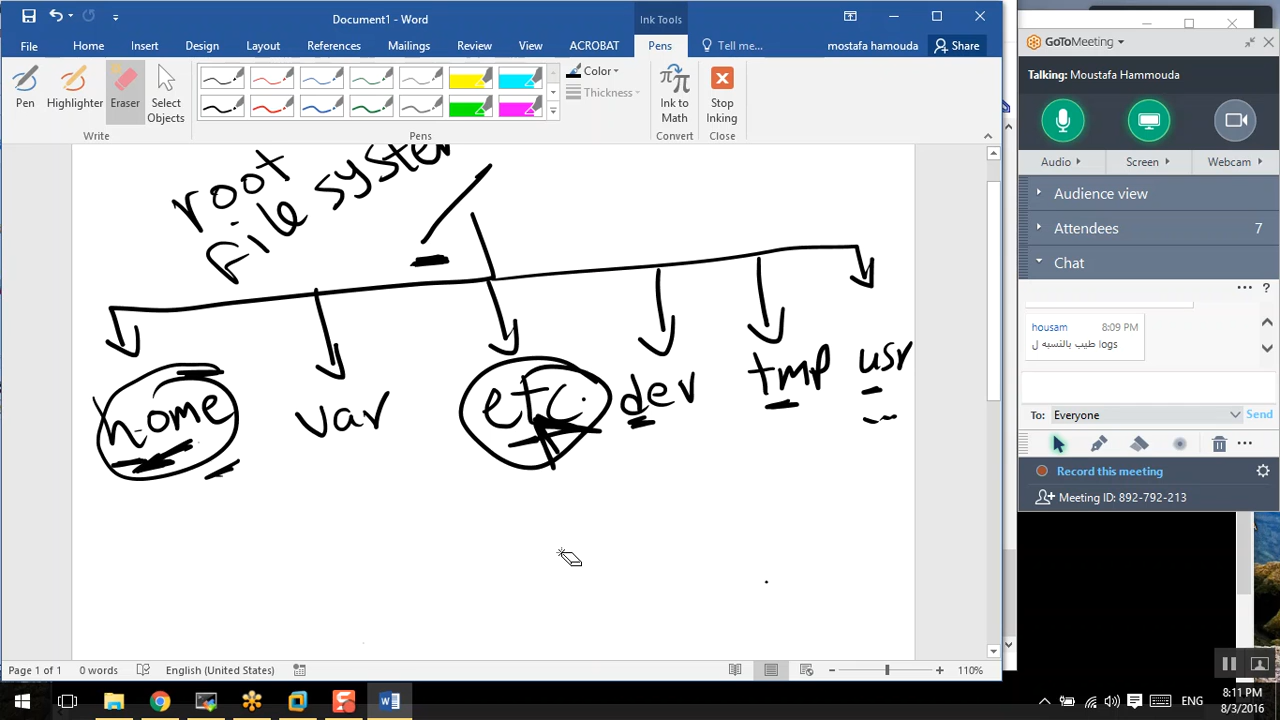 Document1 - Word
Ink Tools
File
Home
Insert
Design
Layout
References
Mailings
Review
View
ACROBAT
Pens
Tell me...
mostafa hamouda
Share
Pen
Highlighter
Eraser
Select
Objects
Color
Thickness
Ink to
Math
Stop
Inking
Write
Pens
Convert
Close
root
File system
/
home
var
etc
dev
tmp
usr
Page 1 of 1
0 words
English (United States)
110%
GoToMeeting
Talking: Moustafa Hammouda
Audio
Screen
Webcam
Audience view
Attendees
7
Chat
housam
8:09 PM
طيب بالنسبه ل logs
To:
Everyone
Send
Record this meeting
Meeting ID: 892-792-213
ENG
8:11 PM
8/3/2016